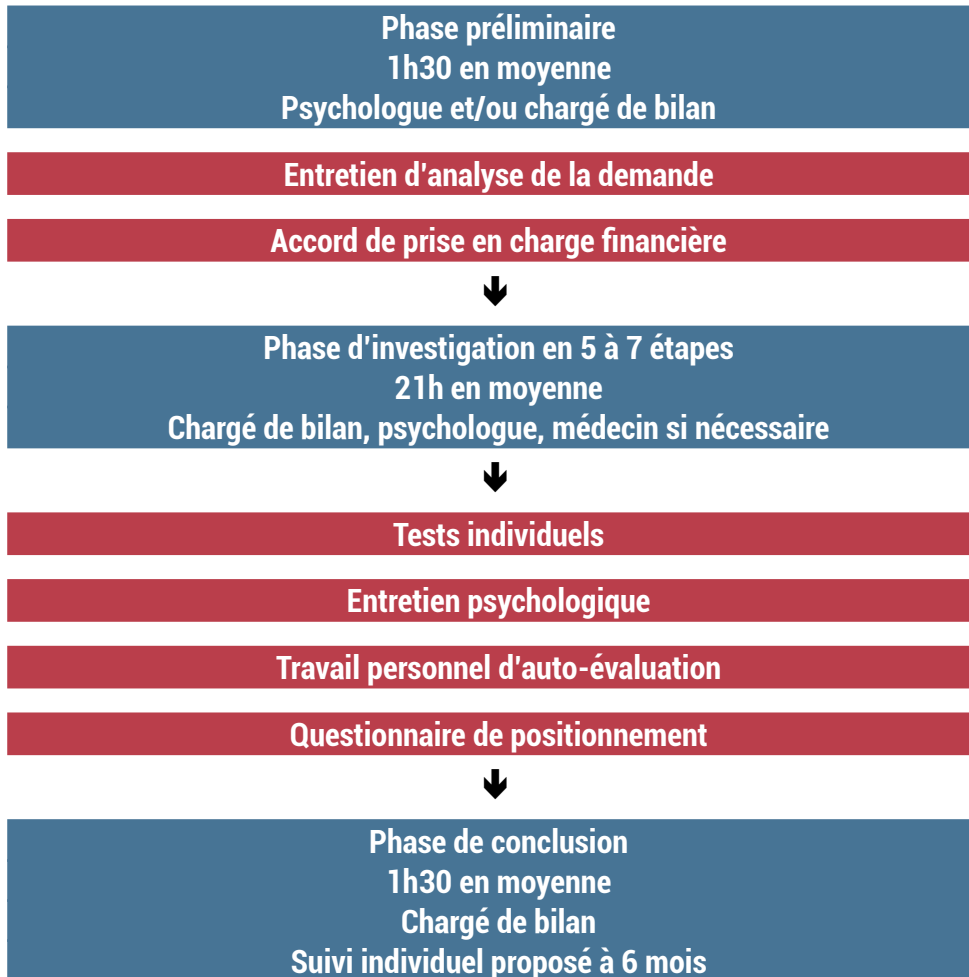 Phase préliminaire
1h30 en moyenne
Psychologue et/ou chargé de bilan
Entretien d'analyse de la demande
Accord de prise en charge financière
Phase d'investigation en 5 à 7 étapes
21h en moyenne
Chargé de bilan, psychologue, médecin si nécessaire
Tests individuels
Entretien psychologique
Travail personnel d'auto-évaluation
Questionnaire de positionnement
Phase de conclusion
1h30 en moyenne
Chargé de bilan
Suivi individuel proposé à 6 mois